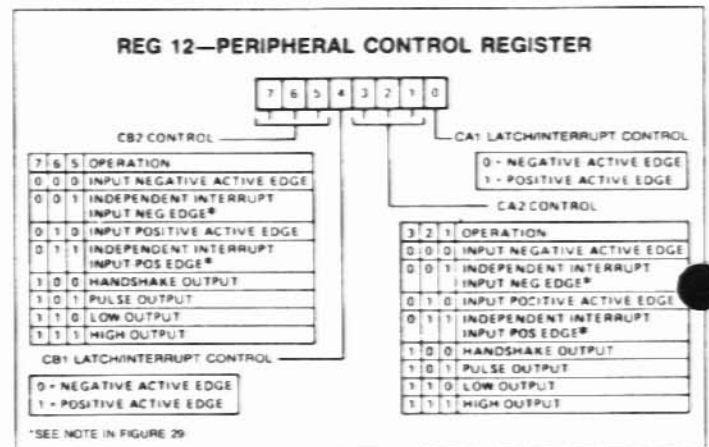 REG 12—PERIPHERAL CONTROL REGISTER
7 6 5 4 3 2 1 0
CB2 CONTROL
7 6 5 OPERATION
0 0 0 INPUT NEGATIVE ACTIVE EDGE
0 0 1 INDEPENDENT INTERRUPT
INPUT NEG EDGE*
0 1 0 INPUT POSITIVE ACTIVE EDGE
0 1 1 INDEPENDENT INTERRUPT
INPUT POS EDGE*
1 0 0 HANDSHAKE OUTPUT
1 0 1 PULSE OUTPUT
1 1 0 LOW OUTPUT
1 1 1 HIGH OUTPUT
CB1 LATCH/INTERRUPT CONTROL
0 - NEGATIVE ACTIVE EDGE
1 - POSITIVE ACTIVE EDGE
*SEE NOTE IN FIGURE 29
CA1 LATCH/INTERRUPT CONTROL
0 - NEGATIVE ACTIVE EDGE
1 - POSITIVE ACTIVE EDGE
CA2 CONTROL
3 2 1 OPERATION
0 0 0 INPUT NEGATIVE ACTIVE EDGE
0 0 1 INDEPENDENT INTERRUPT
INPUT NEG EDGE*
0 1 0 INPUT POCITIVE ACTIVE EDGE
0 1 1 INDEPENDENT INTERRUPT
INPUT POS EDGE*
1 0 0 HANDSHAKE OUTPUT
1 0 1 PULSE OUTPUT
1 1 0 LOW OUTPUT
1 1 1 HIGH OUTPUT